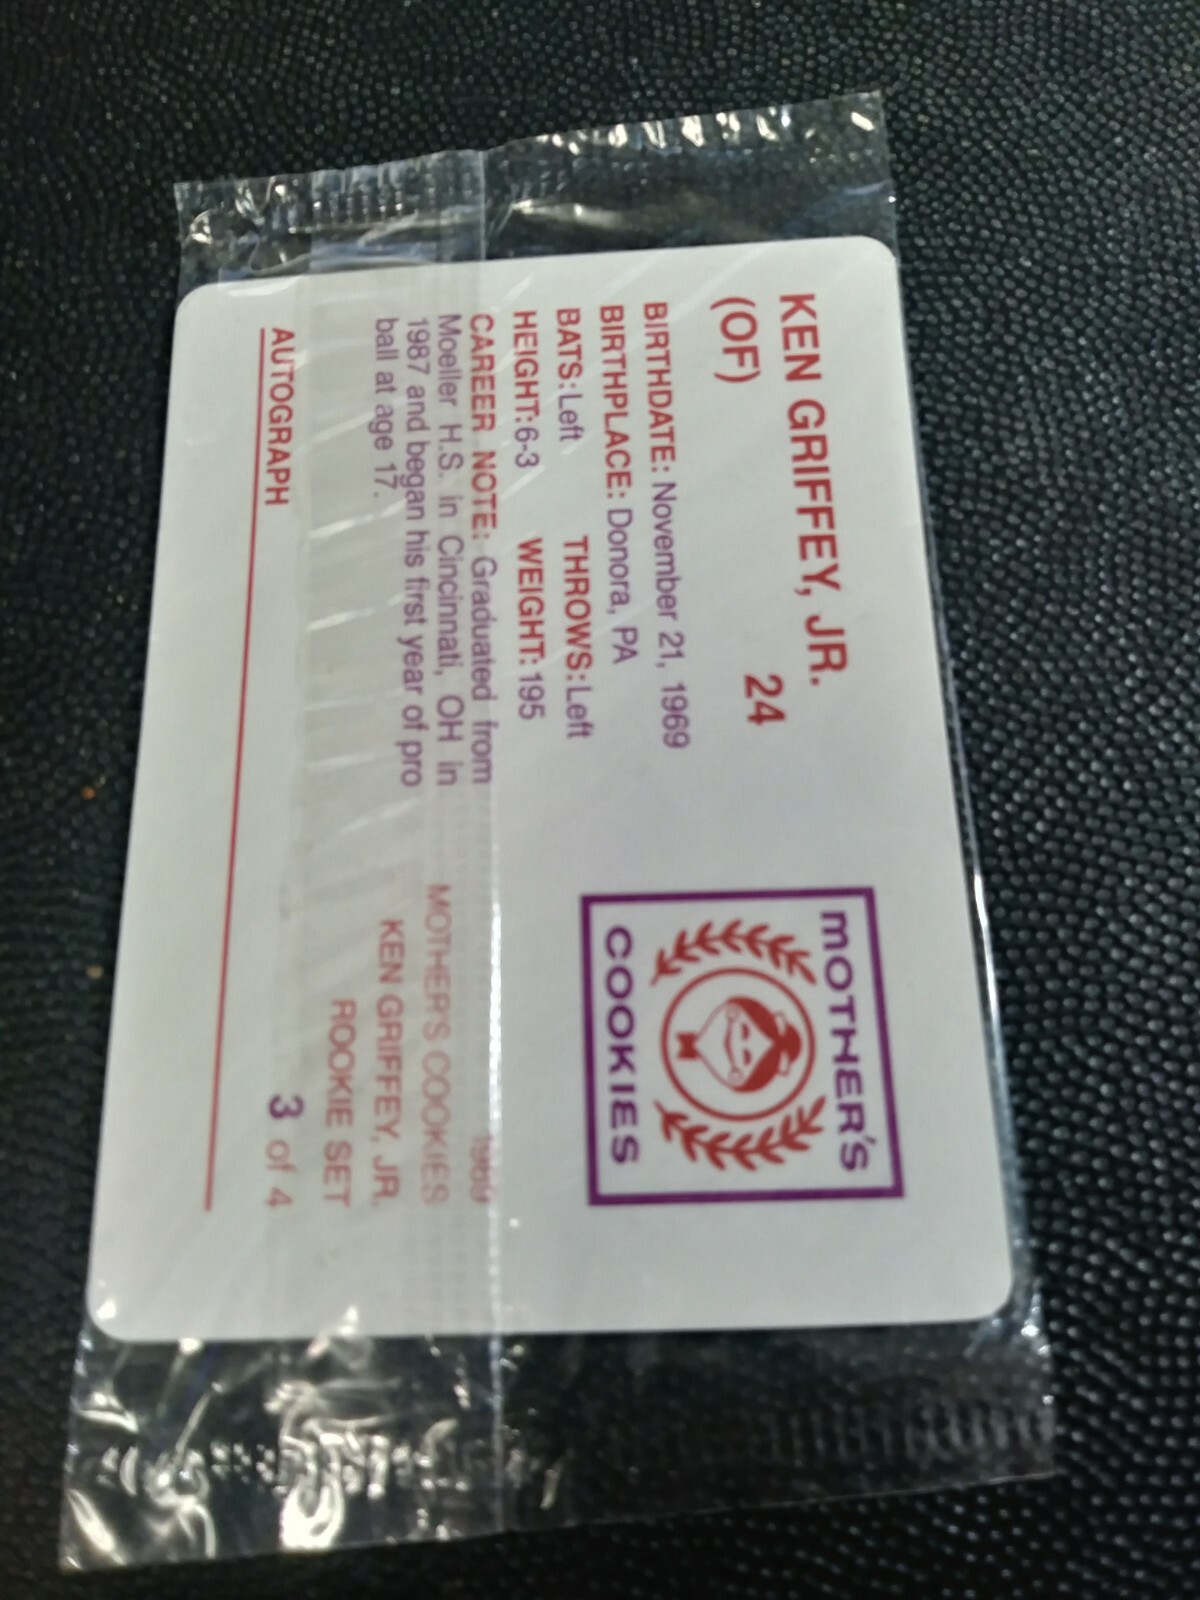 KEN GRIFFEY, JR.
(OF) 24
BIRTHDATE: November 21, 1969
BIRTHPLACE: Donora, PA
BATS: Left THROWS: Left
HEIGHT: 6-3 WEIGHT: 195
CAREER NOTE: Graduated from
Moeller H.S. in Cincinnati, OH in
1987 and began his first year of pro
ball at age 17.
MOTHER'S
COOKIES
1989
MOTHER'S COOKIES
KEN GRIFFEY, JR.
ROOKIE SET
3 of 4
AUTOGRAPH